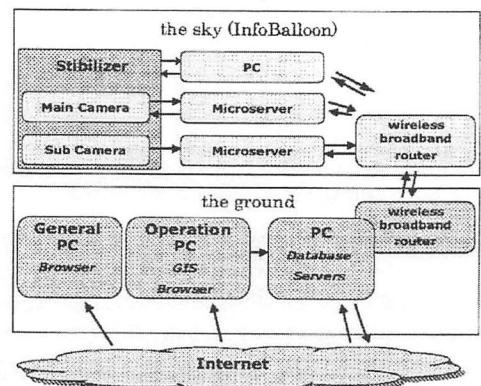 the sky (InfoBalloon)
Stibilizer
PC
Main Camera
Microserver
Sub Camera
Microserver
wireless
broadband
router
the ground
General
PC
Browser
Operation
PC
GIS
Browser
PC
Database
Servers
wireless
broadband
router
Internet